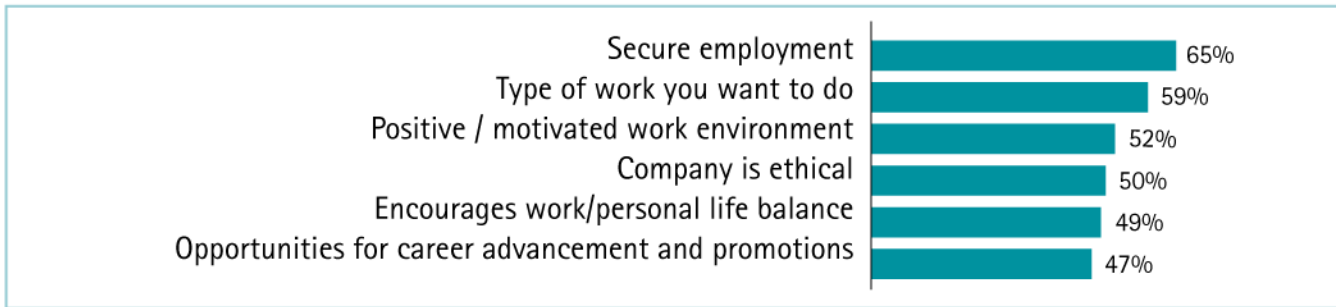 Secure employment 65%
Type of work you want to do 59%
Positive / motivated work environment 52%
Company is ethical 50%
Encourages work/personal life balance 49%
Opportunities for career advancement and promotions 47%